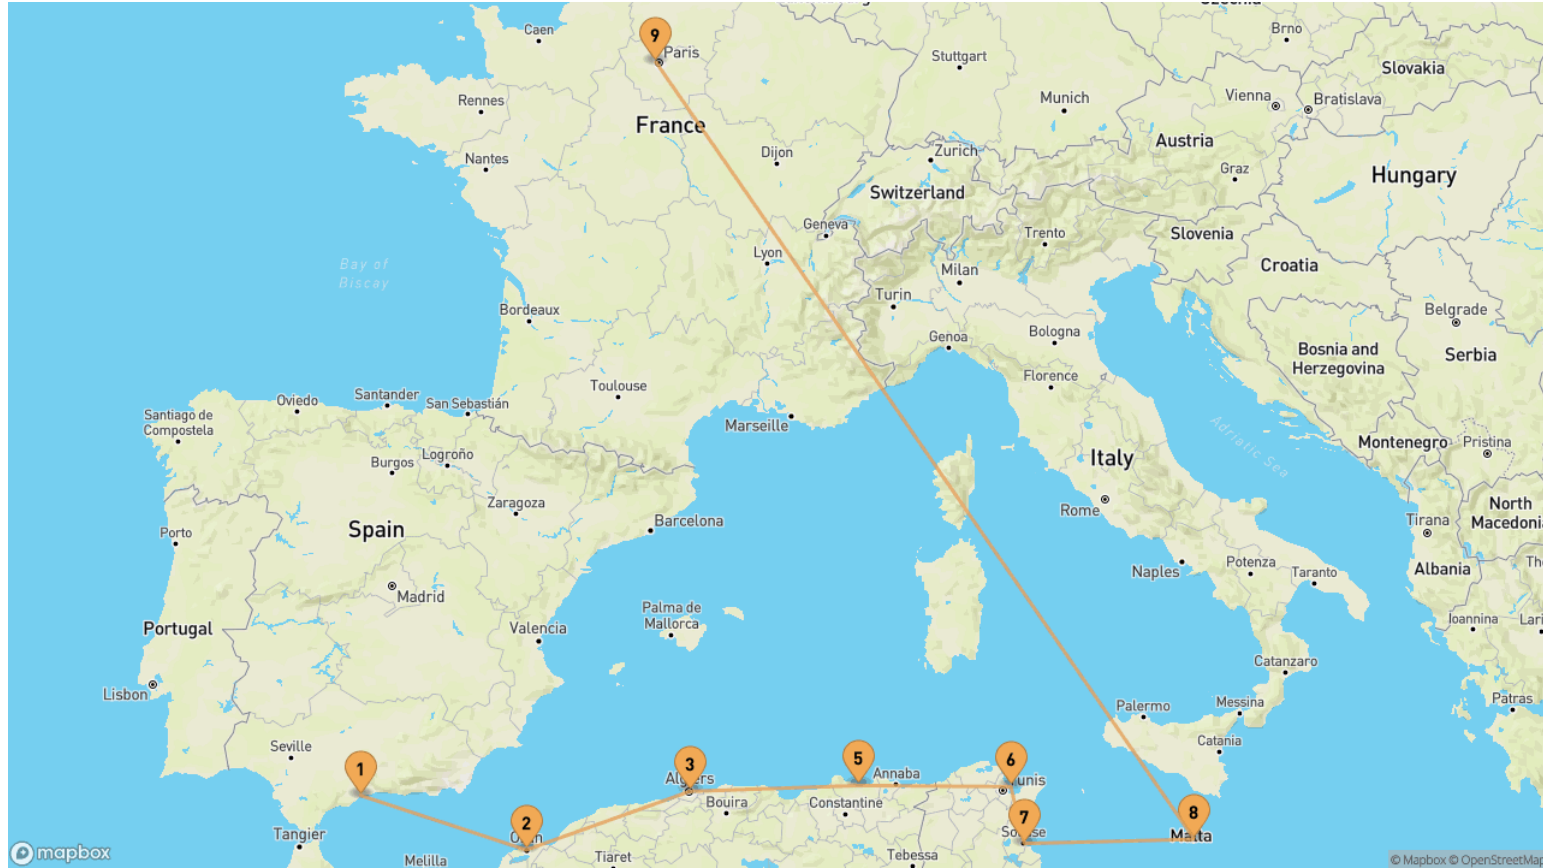 Caen
9
Paris
France
Rennes
Nantes
Dijon
Stuttgart
Munich
Zurich
Switzerland
Geneva
Lyon
Brno
Slovakia
Vienna
Bratislava
Austria
Graz
Hungary
Slovenia
Trento
Croatia
Milan
Turin
Bay of
Biscay
Bordeaux
Genoa
Bologna
Belgrade
Bosnia and
Herzegovina
Serbia
Florence
Toulouse
Santander
Oviedo
San Sebastián
Santiago de
Compostela
Marseille
Adriatic Sea
Montenegro
Pristina
Logroño
Burgos
Italy
Zaragoza
Rome
North
Macedonia
Spain
Barcelona
Tirana
Porto
Naples
Potenza
Taranto
Albania
Madrid
Palma de
Mallorca
Ioannina
Portugal
Valencia
Catanzaro
Lisbon
Palermo
Messina
Patras
Seville
Catania
1
3
5
6
Algiers
Annaba
Tunis
Bouira
Constantine
2
7
8
Tangier
Oran
Sousse
Malta
Melilla
Tiaret
Tebessa
mapbox
© Mapbox © OpenStreetMap